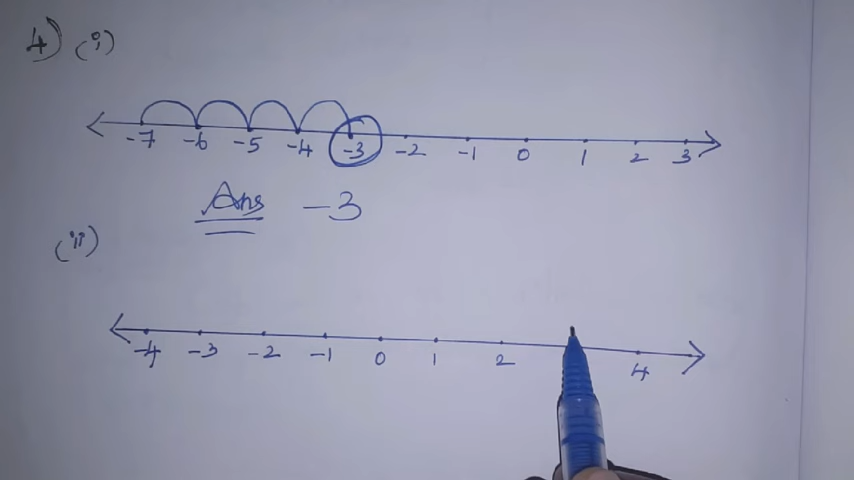 4) (i)
-7 -6 -5 -4 -3 -2 -1 0 1 2 3
Ans -3
(ii)
-4 -3 -2 -1 0 1 2 4